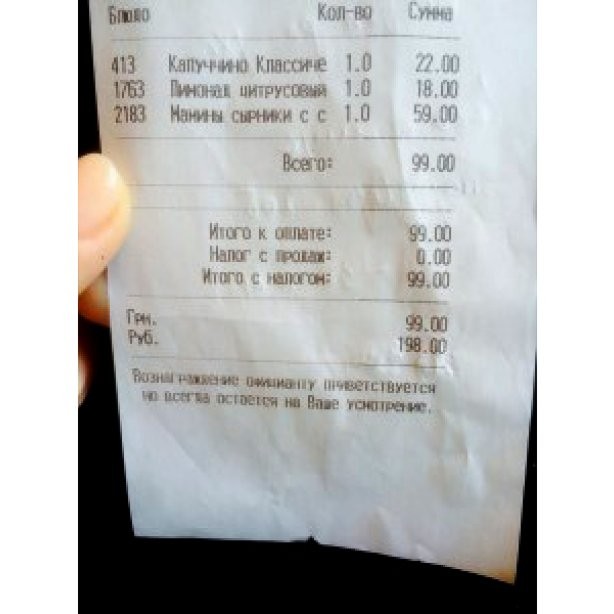 Блюдо Кол-во Сумма
413 Капуччино Классиче 1.0 22.00
1763 Лимонад цитрусовый 1.0 18.00
2183 Мамины сырники с с 1.0 59.00
Всего: 99.00
Итого к оплате: 99.00
Налог с продаж: 0.00
Итого с налогом: 99.00
Грн. 99.00
Руб. 198.00
Вознаграждение официанту приветствуется
но всегда остается на Ваше усмотрение.